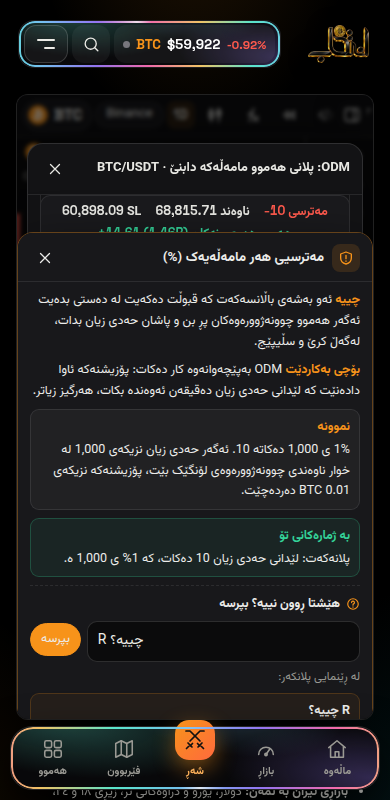 BTC $59,922 -0.92%
BTC
Binance
ODM: پلانی هەموو مامەڵەکە دابنێ · BTC/USDT
مەترسی 10- ناوەند 68,815.71 SL 60,898.09
مەترسیی هەر مامەڵەیەک (%)
چییە ئەو بەشەی باڵانسەکەت کە قبوڵت دەکەیت لە دەستی بدەیت
ئەگەر هەموو چوونەژوورەوەکان پڕ بن و پاشان حەدی زیان بدات،
لەگەڵ کرێ و سڵیپێج.
بۆچی بەکاردێت ODM بەپێچەوانەوە کار دەکات: پۆزیشنەکە ئاوا
دادەنێت کە لێدانی حەدی زیان دەقیقەن ئەوەندە بکات، هەرگیز زیاتر.
نموونە
1% ی 1,000 دەکاتە 10. ئەگەر حەدی زیان نزیکەی 1,000 لە
خوار ناوەندی چوونەژوورەوەی لۆنگێک بێت، پۆزیشنەکە نزیکەی
0.01 BTC دەردەچێت.
بە ژمارەکانی تۆ
پلانەکەت: لێدانی حەدی زیان 10 دەکات، کە 1% ی 1,000 ە.
هێشتا ڕوون نییە؟ بپرسە
R چییە؟
بپرسە
لە ڕێنمایی پلانکەر:
R چییە؟
ماڵەوە
بازاڕ
شەڕ
فێربوون
هەموو